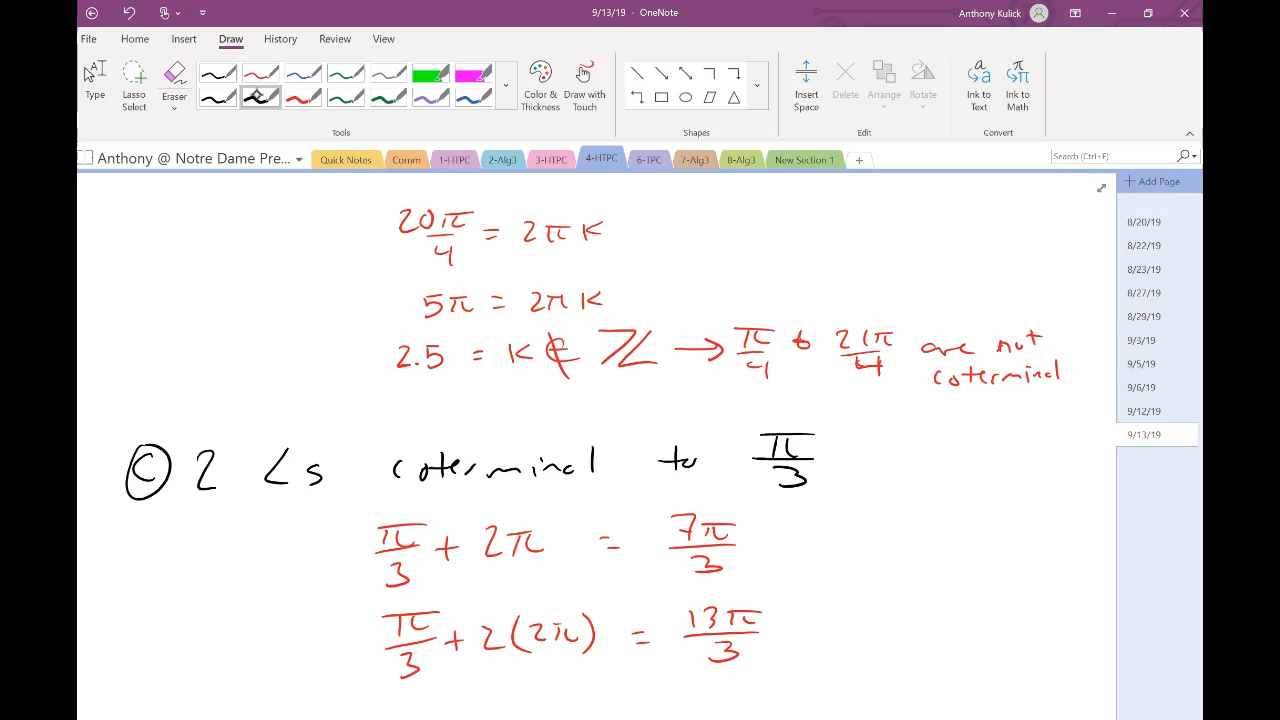 9/13/19 - OneNote
Anthony Kulick
File Home Insert Draw History Review View
Type
Lasso Select
Eraser
Color & Thickness
Draw with Touch
Insert Space
Delete
Arrange
Rotate
Ink to Text
Ink to Math
Tools
Shapes
Edit
Convert
Anthony @ Notre Dame Pre...
Quick Notes Comm 1-HTPC 2-Alg3 3-HTPC 4-HTPC 6-TPC 7-Alg3 8-Alg3 New Section 1 +
Search (Ctrl+E)
+ Add Page
8/20/19
8/22/19
8/23/19
8/27/19
8/29/19
9/3/19
9/5/19
9/6/19
9/12/19
9/13/19
20π/4 = 2π K
5π = 2π K
2.5 = K ∉ ℤ → π/4 & 21π/4 are not coterminal
Ⓒ 2 ∠s coterminal to π/3
π/3 + 2π = 7π/3
π/3 + 2(2π) = 13π/3